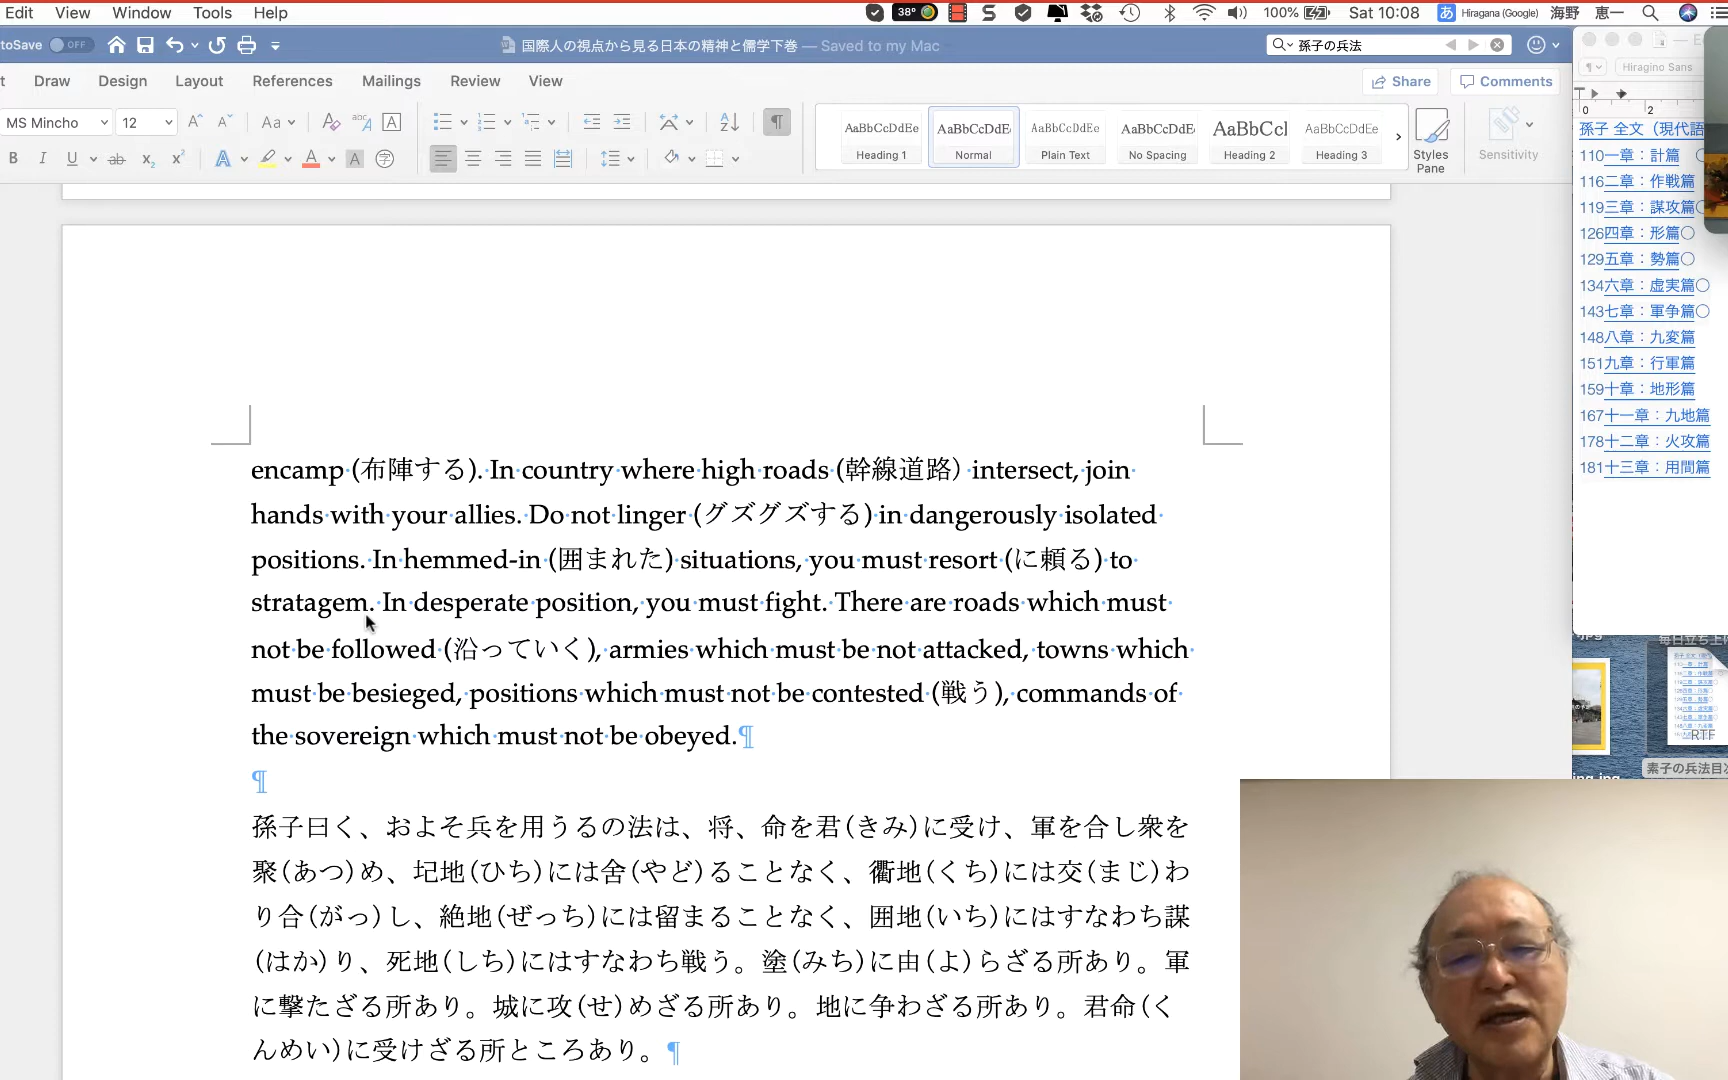 Edit View Window Tools Help
38° 100% Sat 10:08 あ Hiragana (Google) 海野 恵一
toSave OFF 国際人の視点から見る日本の精神と儒学下巻 — Saved to my Mac 孫子の兵法
t Draw Design Layout References Mailings Review View Share Comments
MS Mincho 12 Aa abc A
AaBbCcDdEe AaBbCcDdE AaBbCcDdEe AaBbCcDdE AaBbCcl AaBbCcDdEe
Heading 1 Normal Plain Text No Spacing Heading 2 Heading 3 Styles Pane Sensitivity
B I U ab x₂ x² A A A 字
encamp (布陣する). In country where high roads (幹線道路) intersect, join
hands with your allies. Do not linger (グズグズする) in dangerously isolated
positions. In hemmed-in (囲まれた) situations, you must resort (に頼る) to
stratagem. In desperate position, you must fight. There are roads which must
not be followed (沿っていく), armies which must be not attacked, towns which
must be besieged, positions which must not be contested (戦う), commands of
the sovereign which must not be obeyed.¶
¶
孫子曰く、およそ兵を用うるの法は、将、命を君(きみ)に受け、軍を合し衆を
聚(あつ)め、圮地(ひち)には舎(やど)ることなく、衢地(くち)には交(まじ)わ
り合(がっ)し、絶地(ぜっち)には留まることなく、囲地(いち)にはすなわち謀
(はか)り、死地(しち)にはすなわち戦う。塗(みち)に由(よ)らざる所あり。軍
に撃たざる所あり。城に攻(せ)めざる所あり。地に争わざる所あり。君命(く
んめい)に受けざる所ところあり。¶
Hiragino Sans
0 2
孫子 全文（現代語
110一章：計篇 〇
116二章：作戦篇
119三章：謀攻篇〇
126四章：形篇〇
129五章：勢篇〇
134六章：虚実篇〇
143七章：軍争篇〇
148八章：九変篇
151九章：行軍篇
159十章：地形篇
167十一章：九地篇
178十二章：火攻篇
181十三章：用間篇
RTF
素子の兵法目次